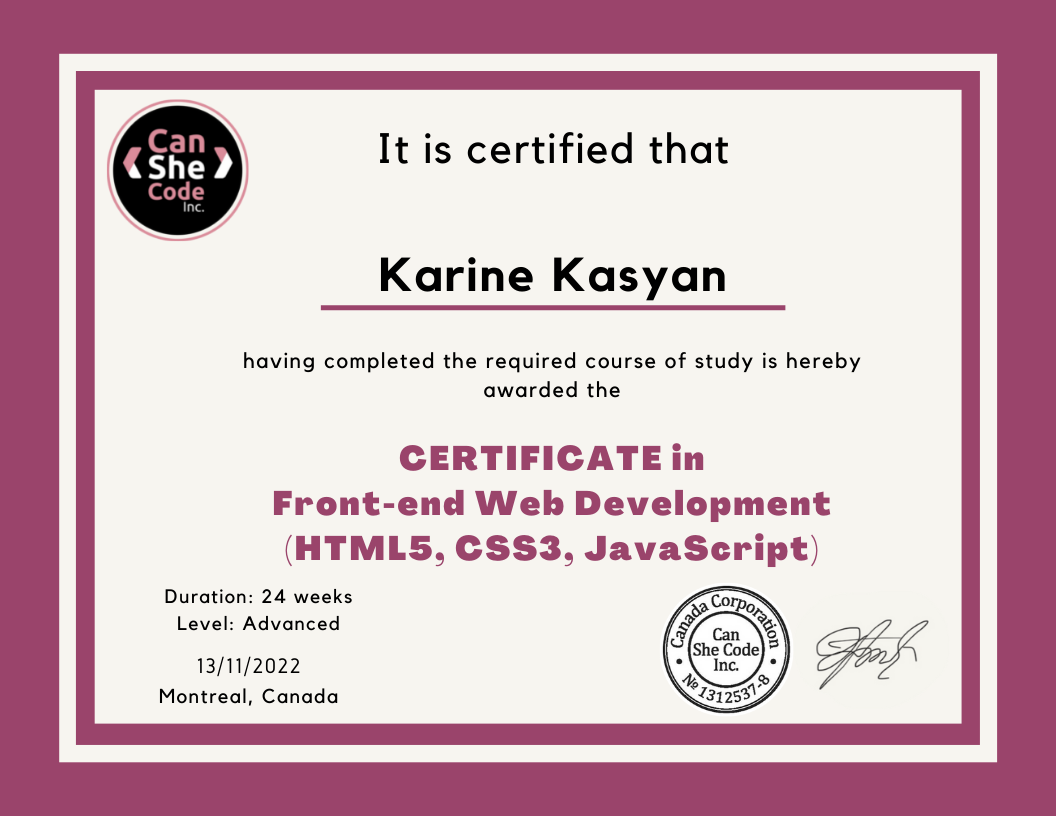 Can
She
Code
Inc.
It is certified that
Karine Kasyan
having completed the required course of study is hereby
awarded the
CERTIFICATE in
Front-end Web Development
(HTML5, CSS3, JavaScript)
Duration: 24 weeks
Level: Advanced
13/11/2022
Montreal, Canada
Canada Corporation
Can
She Code
Inc.
№ 1312537-8